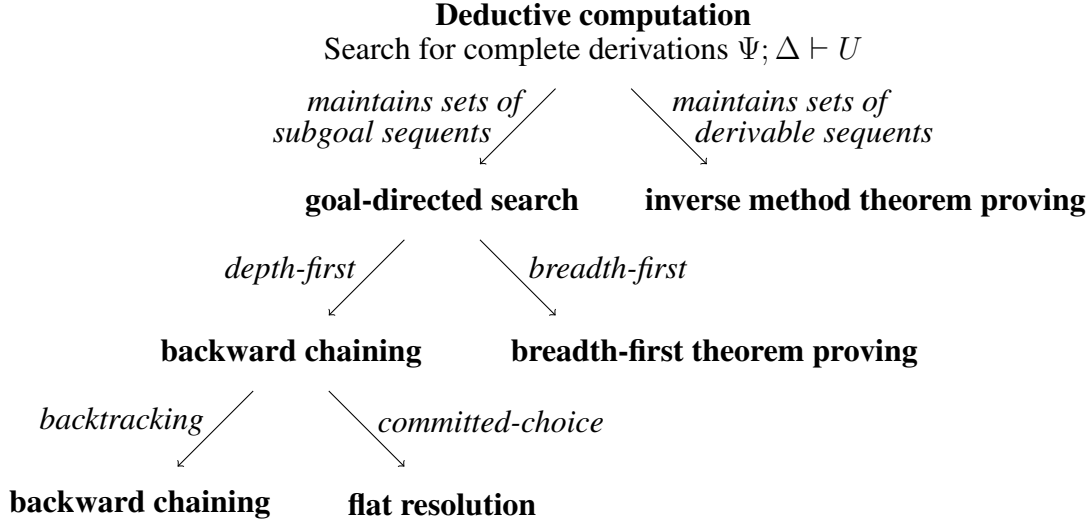 Deductive computation
Search for complete derivations Ψ; Δ ⊢ U
maintains sets of
subgoal sequents
maintains sets of
derivable sequents
goal-directed search
inverse method theorem proving
depth-first
breadth-first
backward chaining
breadth-first theorem proving
backtracking
committed-choice
backward chaining
flat resolution